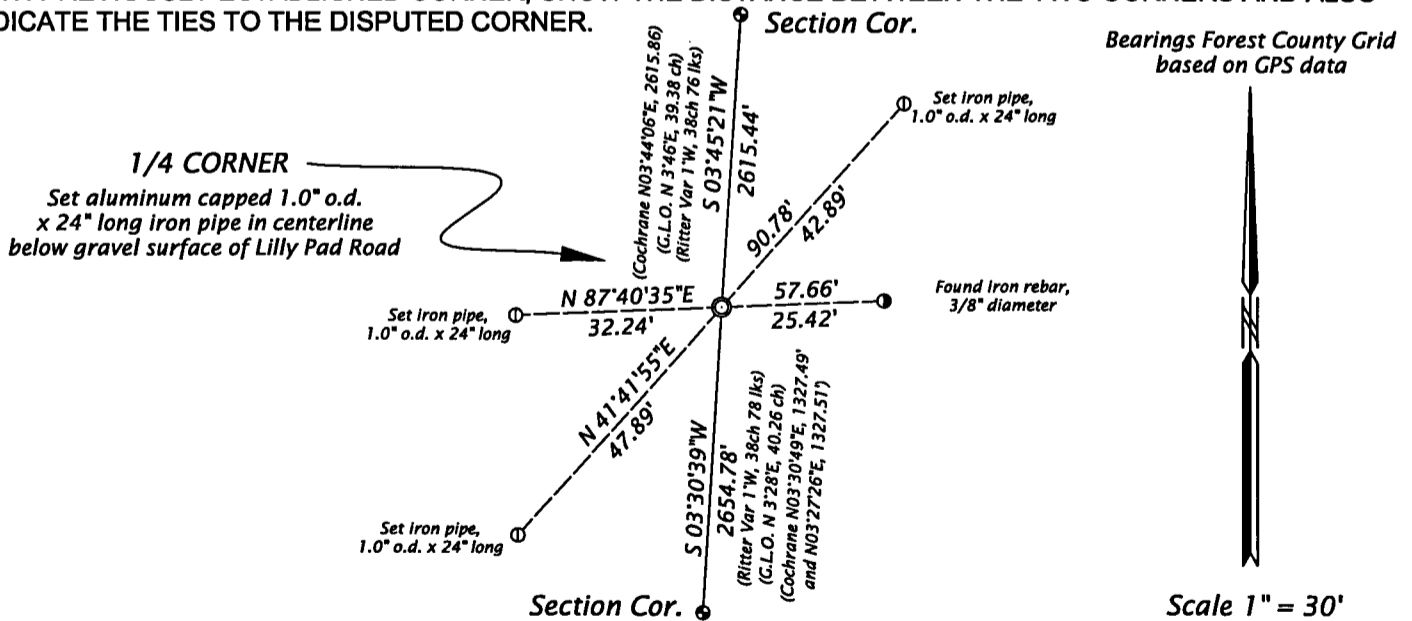 DICATE THE TIES TO THE DISPUTED CORNER.
Section Cor.
Bearings Forest County Grid
based on GPS data
(Cochrane N03°44'06"E, 2615.86)
(G.L.O. N 3°46'E, 39.38 ch)
(Ritter Var 1°W, 38ch 76 lks)
S 03°45'21"W
2615.44'
Set iron pipe,
1.0" o.d. x 24" long
1/4 CORNER
Set aluminum capped 1.0" o.d.
x 24" long iron pipe in centerline
below gravel surface of Lilly Pad Road
90.78'
42.89'
Set iron pipe,
1.0" o.d. x 24" long
N 87°40'35"E
32.24'
57.66'
25.42'
Found iron rebar,
3/8" diameter
N 41°41'55"E
47.89'
S 03°30'39"W
2654.78'
(Ritter Var 1°W, 38ch 78 lks)
(G.L.O. N 3°28'E, 40.26 ch)
(Cochrane N03°30'49"E, 1327.49'
and N03°27'26"E, 1327.51')
Set iron pipe,
1.0" o.d. x 24" long
N
Section Cor.
Scale 1" = 30'